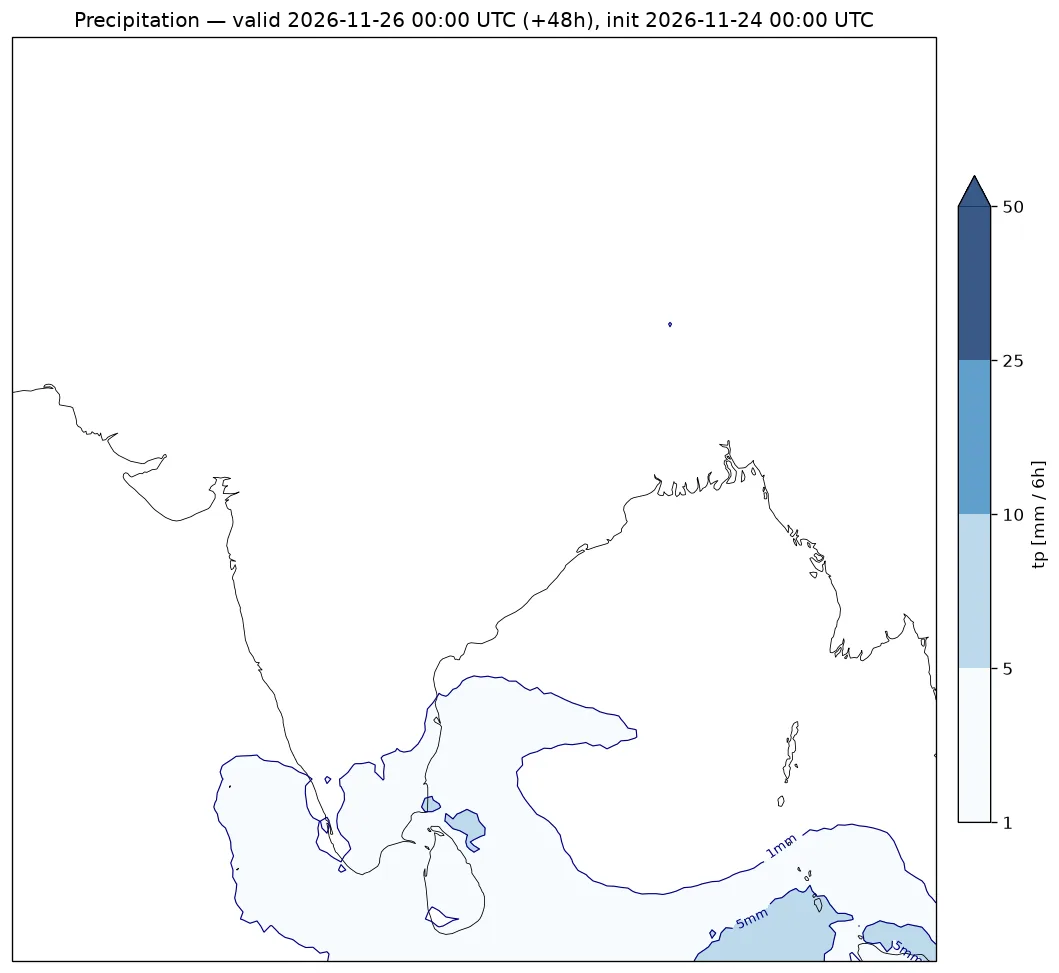 Precipitation — valid 2026-11-26 00:00 UTC (+48h), init 2026-11-24 00:00 UTC
50
25
10
5
1
tp [mm / 6h]
1mm
5mm
5mm